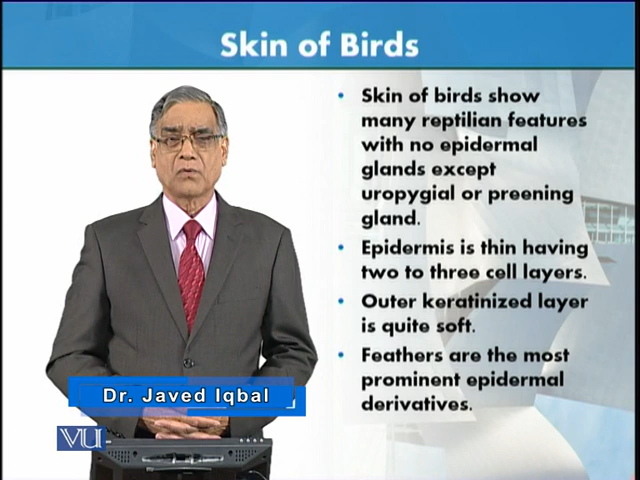 Skin of Birds
• Skin of birds show
many reptilian features
with no epidermal
glands except
uropygial or preening
gland.
• Epidermis is thin having
two to three cell layers.
• Outer keratinized layer
is quite soft.
• Feathers are the most
prominent epidermal
derivatives.
Dr. Javed Iqbal
VU